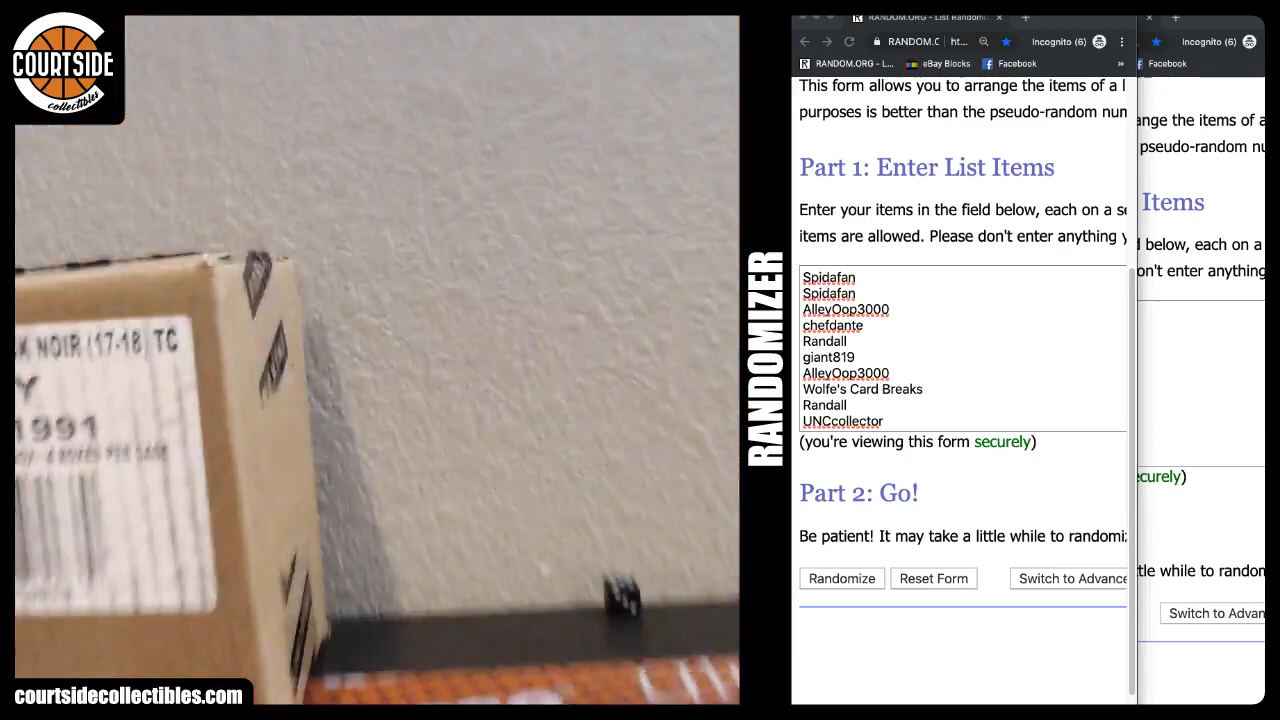 COURTSIDE
collectibles
K NOIR (17-18) TC
Y
1991
courtsidecollectibles.com
RANDOMIZER
RANDOM.ORG - List Randomi
RANDOM.C
ht...
Incognito (6)
RANDOM.ORG - L...
eBay Blocks
Facebook
»
This form allows you to arrange the items of a l
purposes is better than the pseudo-random num
Part 1: Enter List Items
Enter your items in the field below, each on a se
items are allowed. Please don't enter anything y
Spidafan
Spidafan
AlleyOop3000
chefdante
Randall
giant819
AlleyOop3000
Wolfe's Card Breaks
Randall
UNCcollector
(you're viewing this form securely)
Part 2: Go!
Be patient! It may take a little while to randomiz
Randomize
Reset Form
Switch to Advance
Incognito (6)
Facebook
ange the items of a
pseudo-random nu
Items
d below, each on a
on't enter anything
ecurely)
tle while to random
Switch to Advan